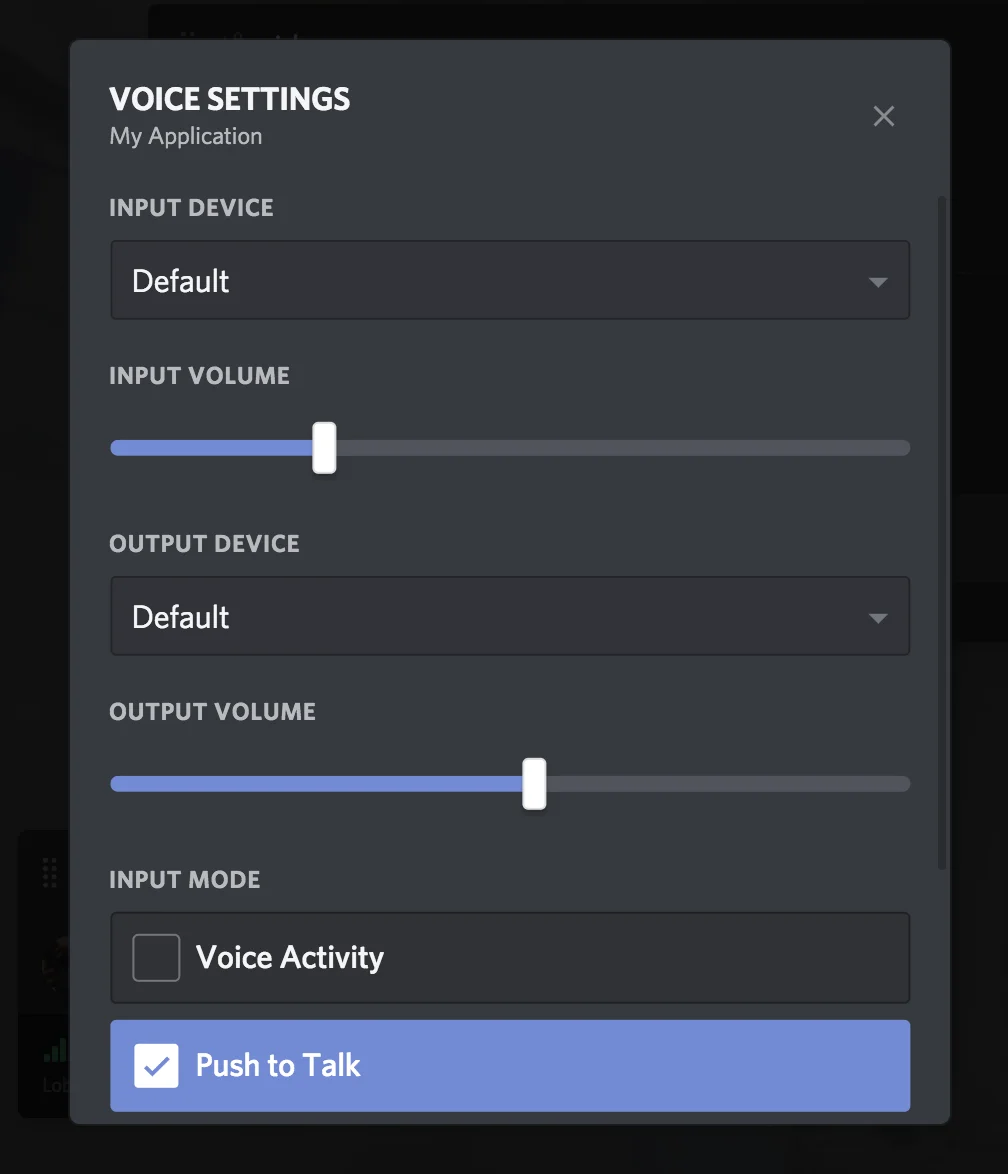 VOICE SETTINGS
My Application
INPUT DEVICE
Default
INPUT VOLUME
OUTPUT DEVICE
Default
OUTPUT VOLUME
INPUT MODE
Voice Activity
Push to Talk